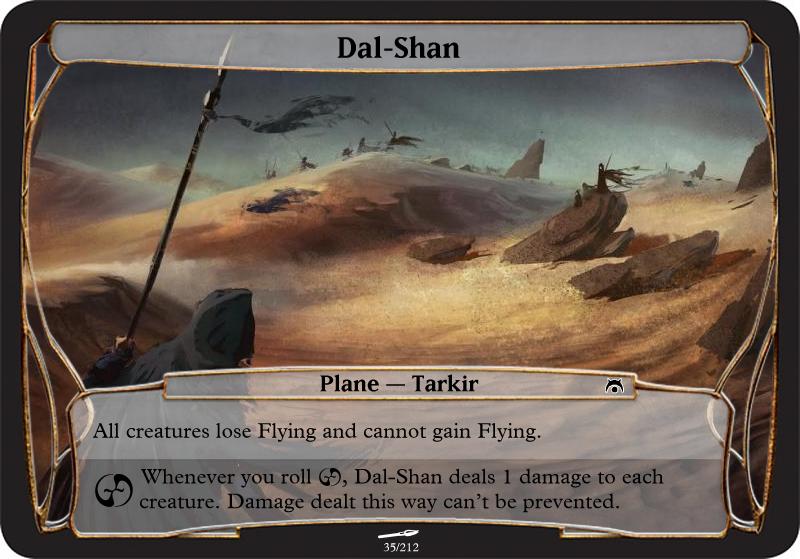 Dal-Shan
Plane — Tarkir
All creatures lose Flying and cannot gain Flying.
Whenever you roll , Dal-Shan deals 1 damage to each
creature. Damage dealt this way can't be prevented.
35/212